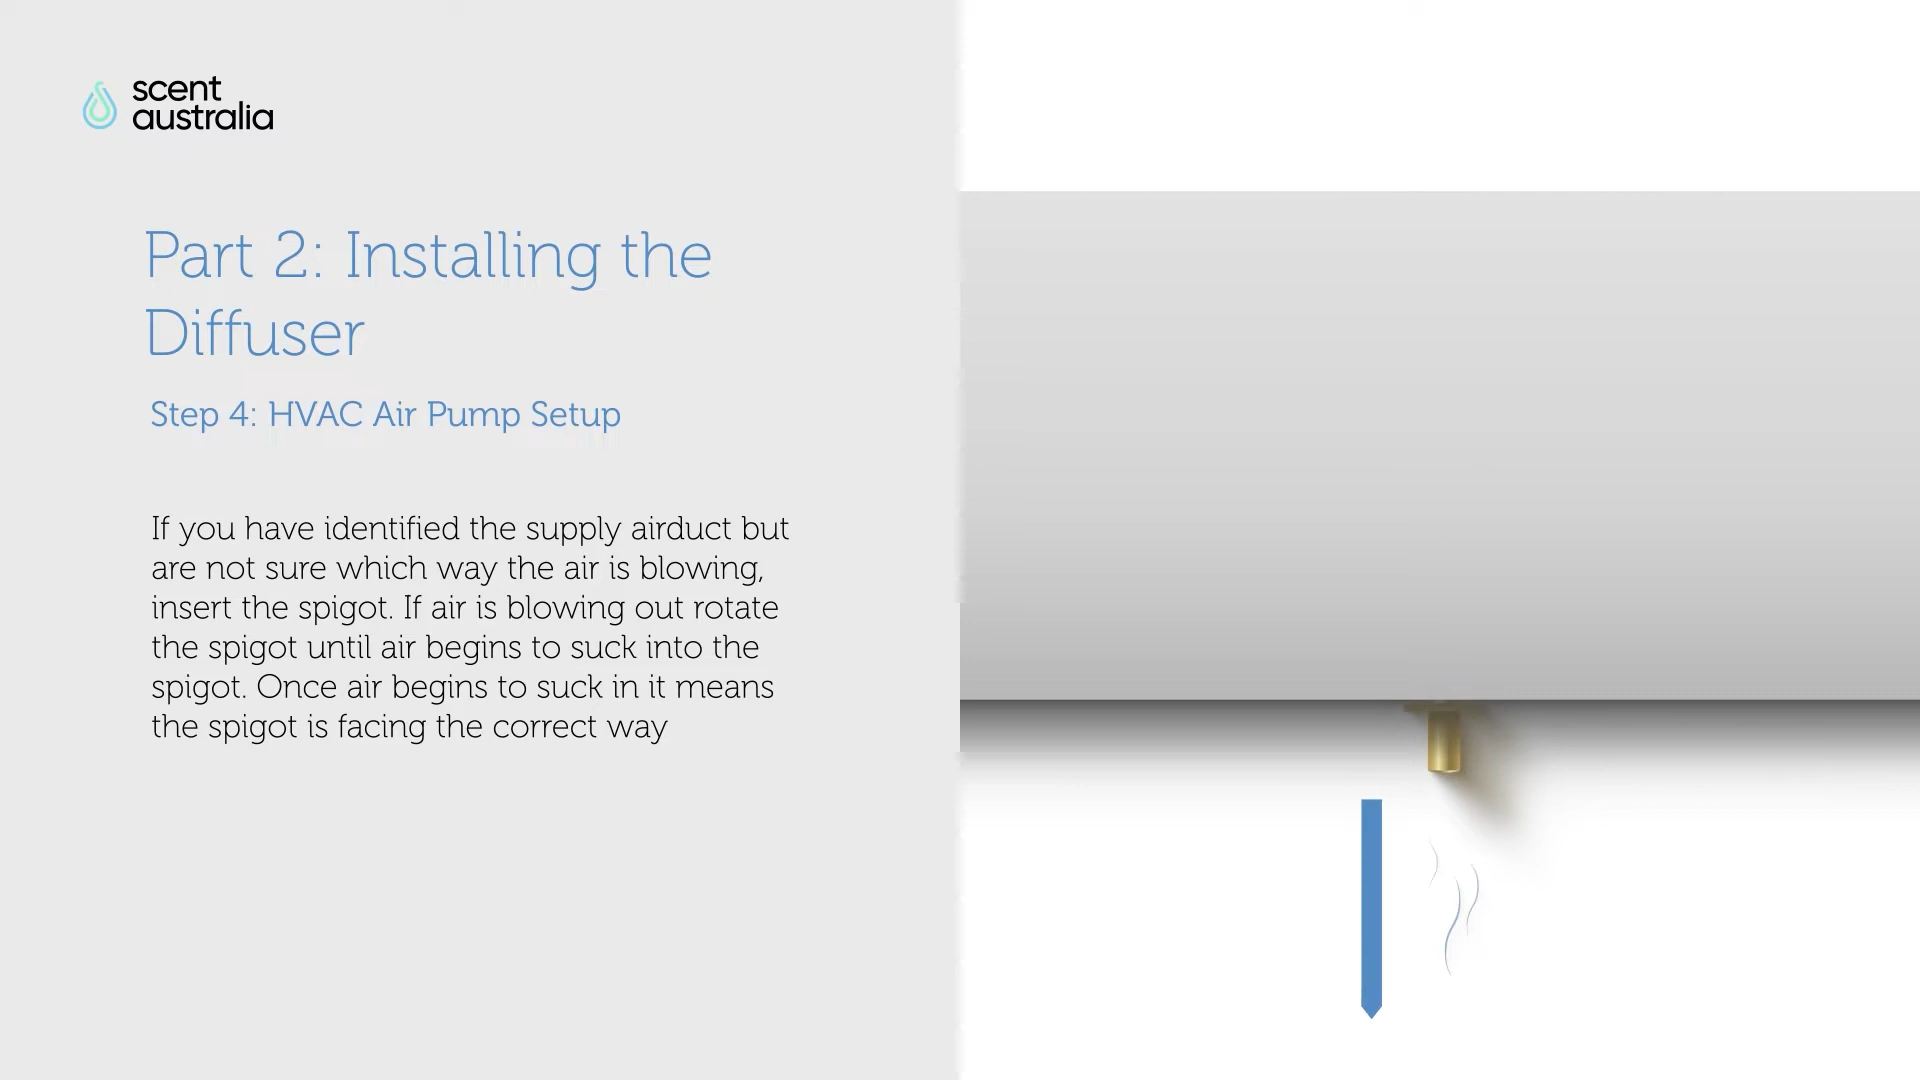 scent
australia
Part 2: Installing the
Diffuser
Step 4: HVAC Air Pump Setup
If you have identified the supply airduct but
are not sure which way the air is blowing,
insert the spigot. If air is blowing out rotate
the spigot until air begins to suck into the
spigot. Once air begins to suck in it means
the spigot is facing the correct way